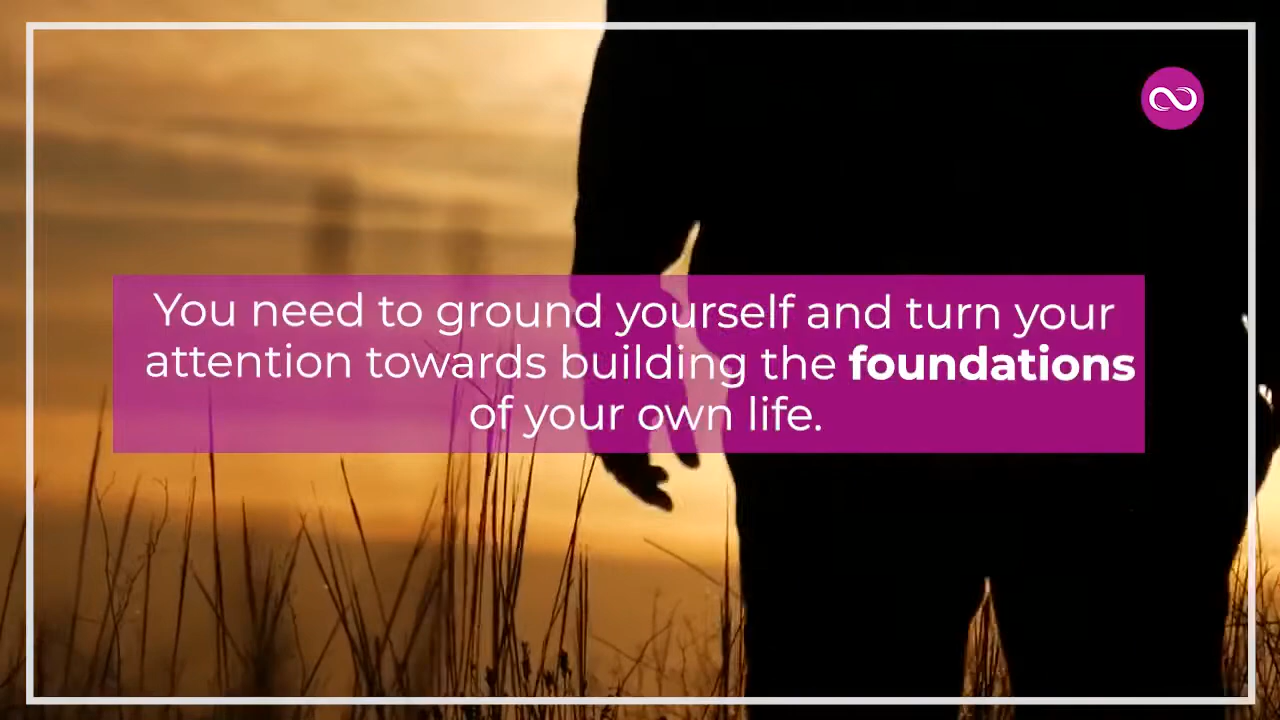 You need to ground yourself and turn your
attention towards building the foundations
of your own life.